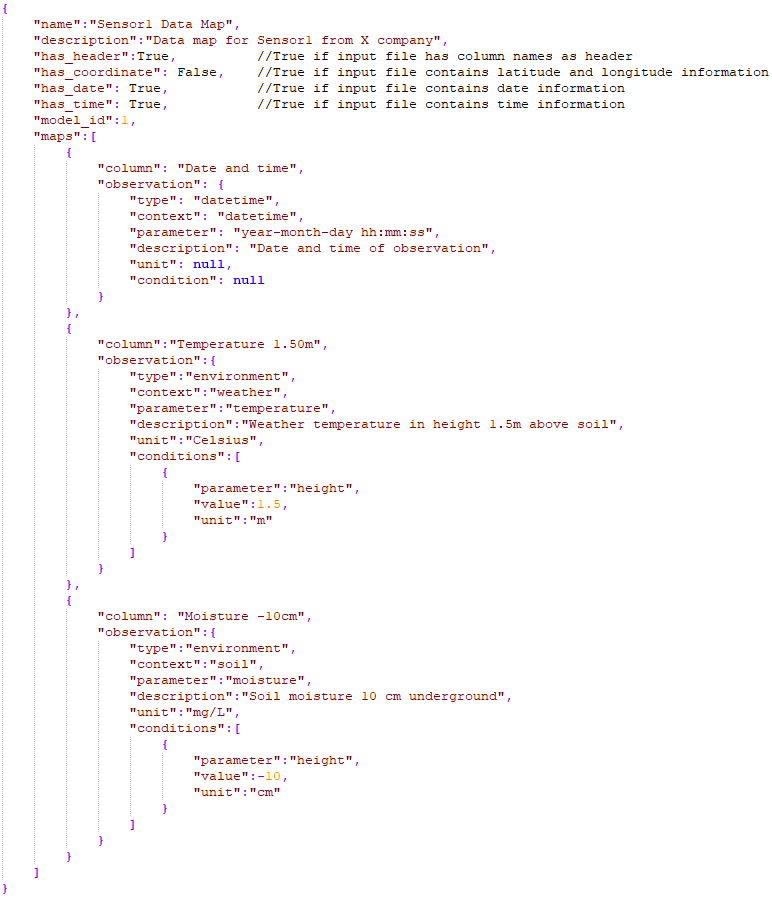 {
    "name":"Sensor1 Data Map",
    "description":"Data map for Sensor1 from X company",
    "has_header":True,          //True if input file has column names as header
    "has_coordinate": False,    //True if input file contains latitude and longitude information
    "has_date": True,           //True if input file contains date information
    "has_time": True,           //True if input file contains time information
    "model_id":1,
    "maps":[
        {
            "column": "Date and time",
            "observation": {
                "type": "datetime",
                "context": "datetime",
                "parameter": "year-month-day hh:mm:ss",
                "description": "Date and time of observation",
                "unit": null,
                "condition": null
            }
        },
        {
            "column":"Temperature 1.50m",
            "observation":{
                "type":"environment",
                "context":"weather",
                "parameter":"temperature",
                "description":"Weather temperature in height 1.5m above soil",
                "unit":"Celsius",
                "conditions":[
                    {
                        "parameter":"height",
                        "value":1.5,
                        "unit":"m"
                    }
                ]
            }
        },
        {
            "column": "Moisture -10cm",
            "observation":{
                "type":"environment",
                "context":"soil",
                "parameter":"moisture",
                "description":"Soil moisture 10 cm underground",
                "unit":"mg/L",
                "conditions":[
                    {
                        "parameter":"height",
                        "value":-10,
                        "unit":"cm"
                    }
                ]
            }
        }
    ]
}